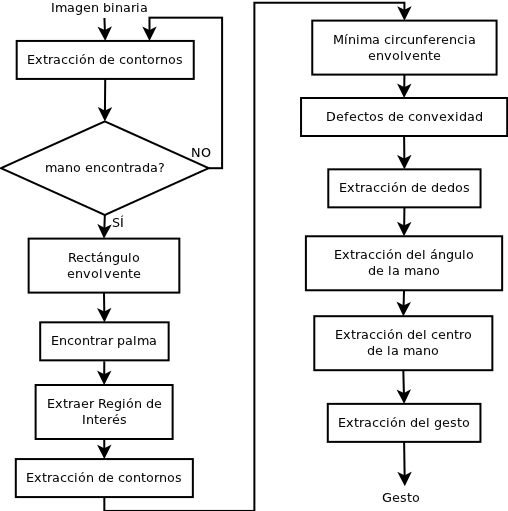 Imagen binaria
Extracción de contornos
mano encontrada?
NO
SÍ
Rectángulo
envolvente
Encontrar palma
Extraer Región de
Interés
Extracción de contornos
Mínima circunferencia
envolvente
Defectos de convexidad
Extracción de dedos
Extracción del ángulo
de la mano
Extracción del centro
de la mano
Extracción del gesto
Gesto